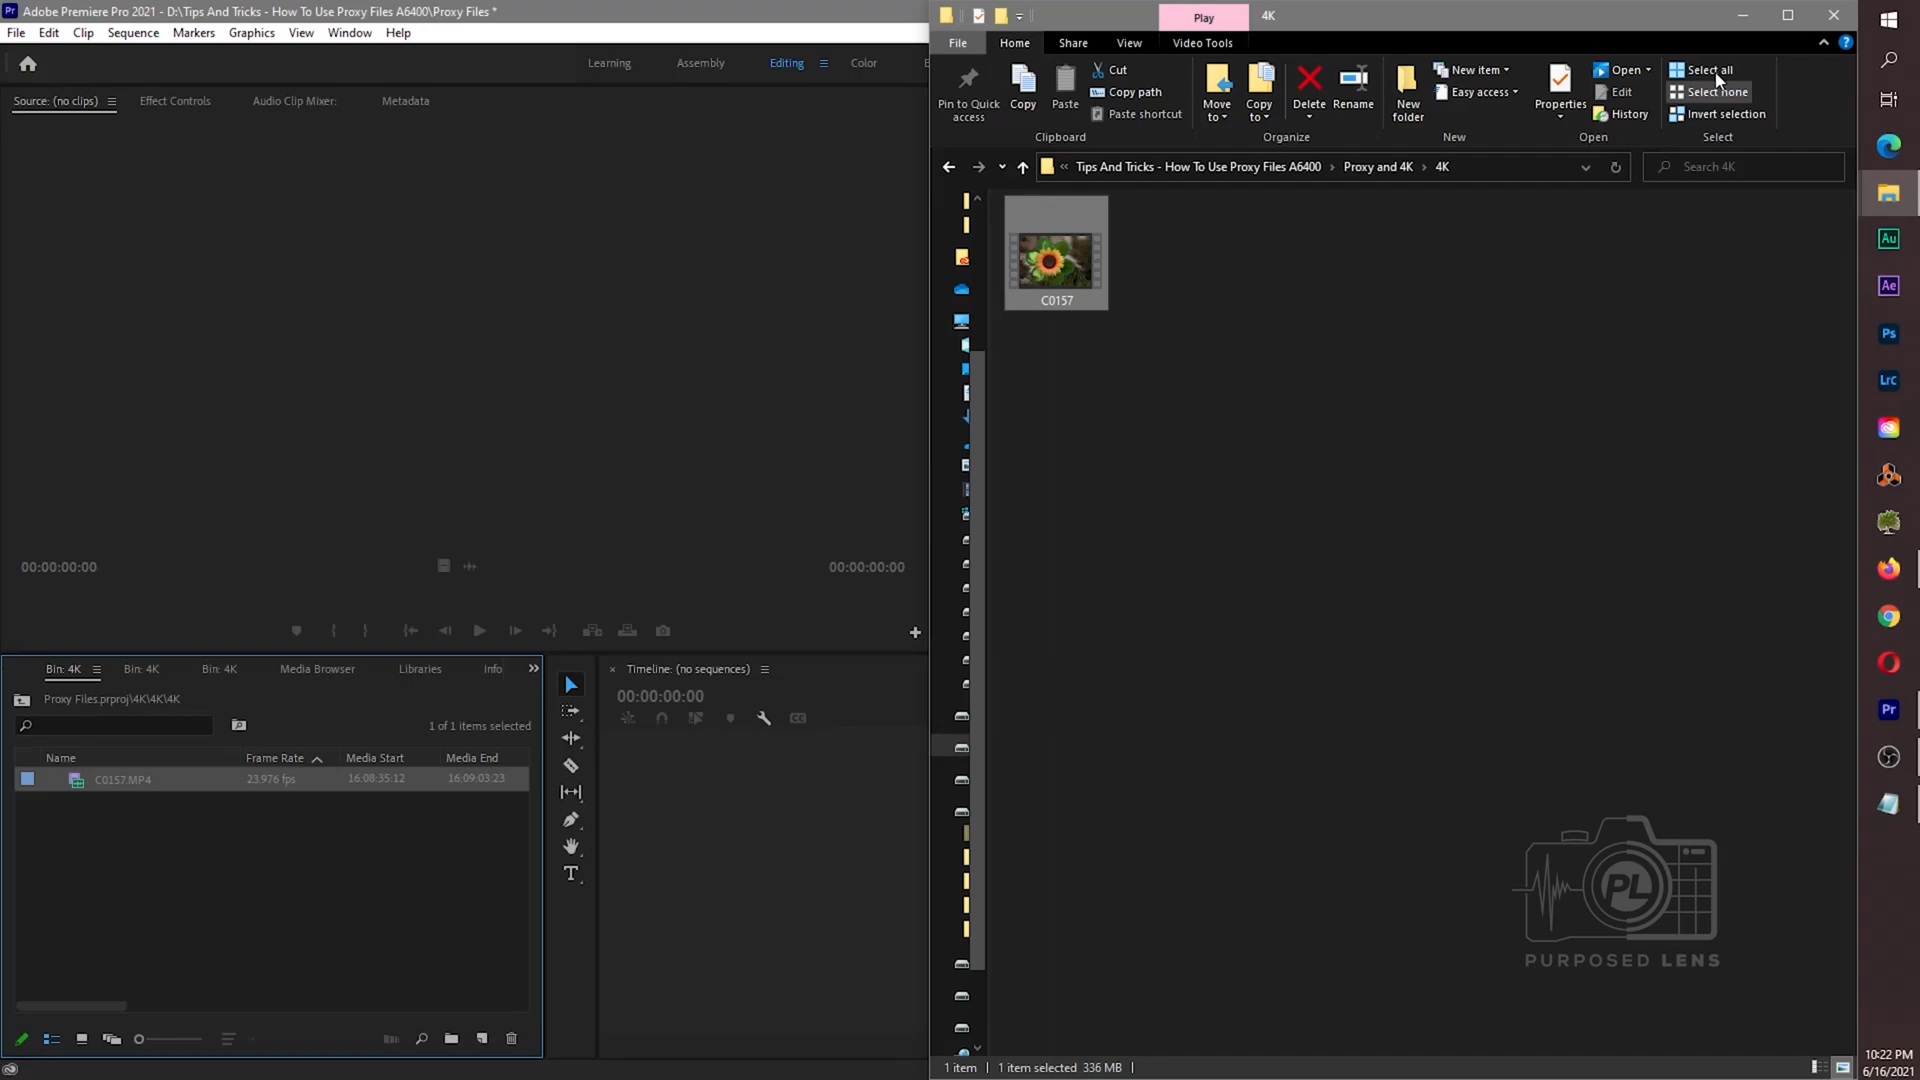 Adobe Premiere Pro 2021 - D:\Tips And Tricks - How To Use Proxy Files A6400\Proxy Files *
File Edit Clip Sequence Markers Graphics View Window Help
Learning Assembly Editing Color
Source: (no clips) Effect Controls Audio Clip Mixer: Metadata
00:00:00:00 00:00:00:00
Bin: 4K Bin: 4K Bin: 4K Media Browser Libraries Info
Proxy Files.prproj\4K\4K\4K
1 of 1 items selected
Name Frame Rate Media Start Media End
C0157.MP4 23.976 fps 16:08:35:12 16:09:03:23
Timeline: (no sequences)
00:00:00:00
Play 4K
File Home Share View Video Tools
Pin to Quick access
Copy
Paste
Cut
Copy path
Paste shortcut
Clipboard
Move to
Copy to
Delete
Rename
Organize
New folder
New item
Easy access
New
Properties
Open
Edit
History
Open
Select all
Select none
Invert selection
Select
Tips And Tricks - How To Use Proxy Files A6400 Proxy and 4K 4K
Search 4K
C0157
PL
PURPOSED LENS
1 item 1 item selected 336 MB
Au
Ae
Ps
Lrc
Pr
10:22 PM
6/16/2021